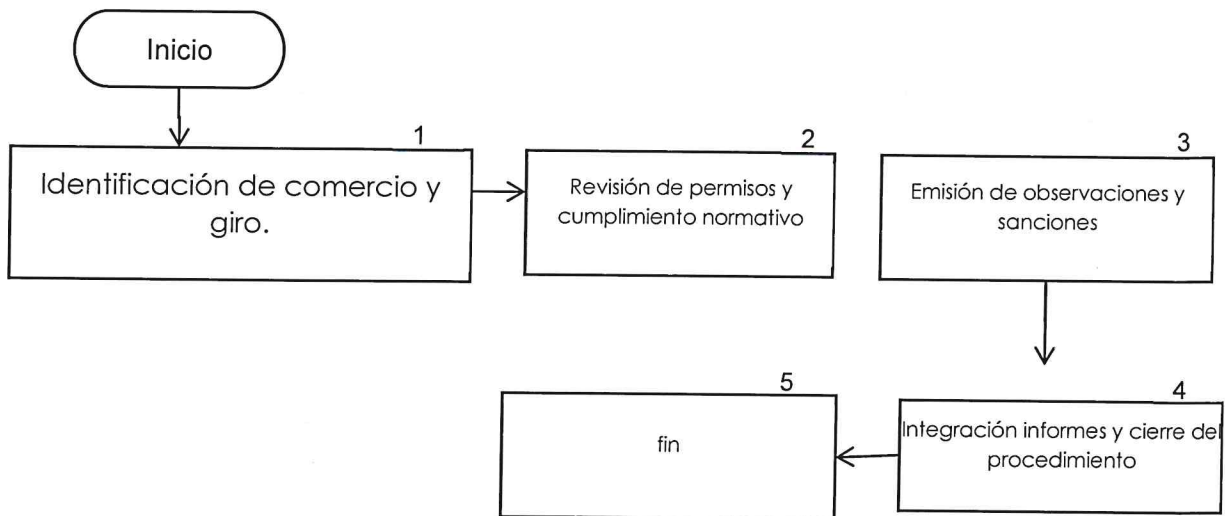 Inicio
1
Identificación de comercio y
giro.
2
Revisión de permisos y
cumplimiento normativo
3
Emisión de observaciones y
sanciones
4
Integración informes y cierre del
procedimiento
5
fin